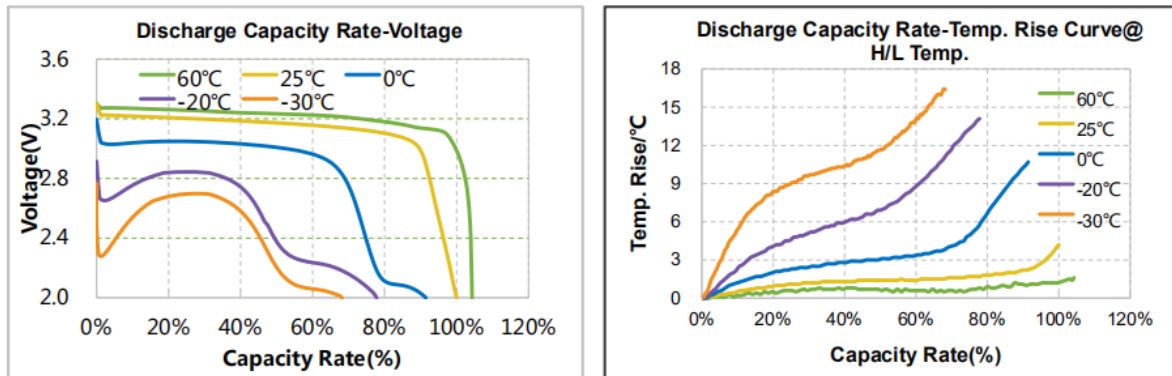 Discharge Capacity Rate-Voltage
3.6
3.2
2.8
2.4
2.0
Voltage(V)
60℃ 25℃ 0℃
-20℃ -30℃
0% 20% 40% 60% 80% 100% 120%
Capacity Rate(%)
Discharge Capacity Rate-Temp. Rise Curve@
H/L Temp.
18
15
12
9
6
3
0
Temp. Rise/℃
60℃
25℃
0℃
-20℃
-30℃
0% 20% 40% 60% 80% 100% 120%
Capacity Rate(%)